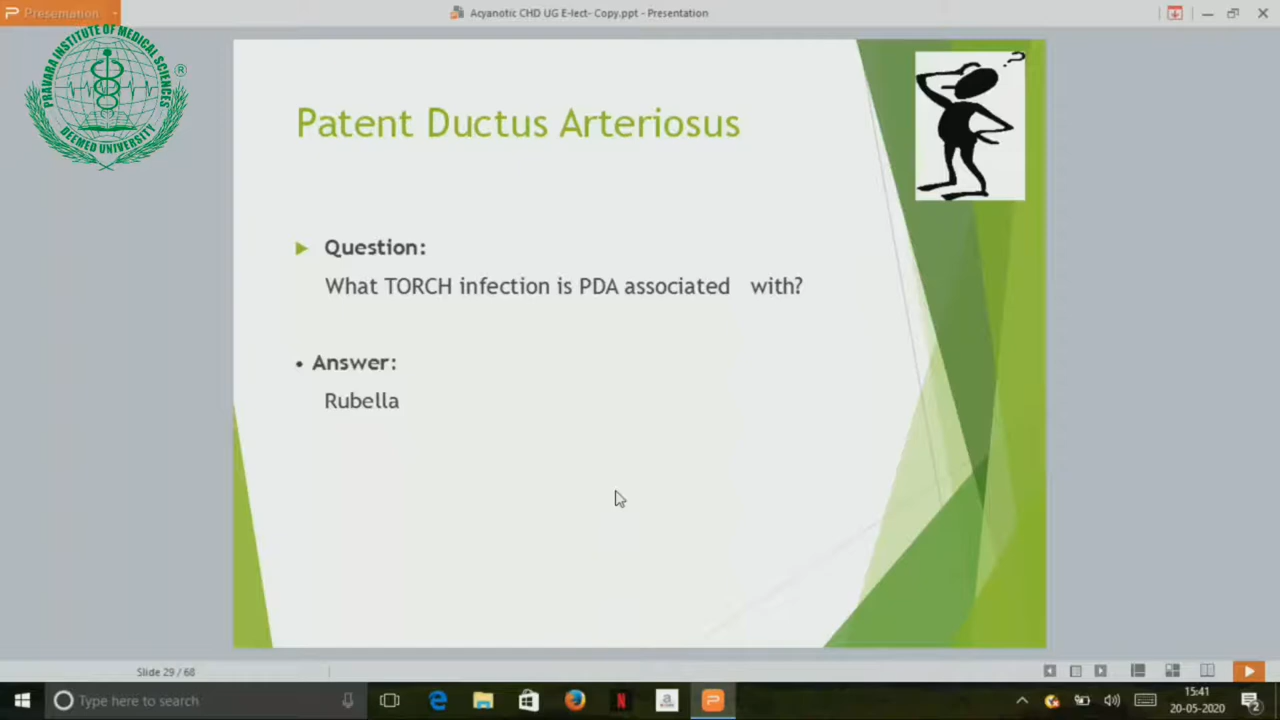 Presentation
Acyanotic CHD UG E-lect- Copy.ppt - Presentation
PRAVARA INSTITUTE OF MEDICAL SCIENCES
DEEMED UNIVERSITY
®
?
Patent Ductus Arteriosus
Question:
What TORCH infection is PDA associated with?
• Answer:
Rubella
Slide 29 / 68
Type here to search
15:41
20-05-2020
2